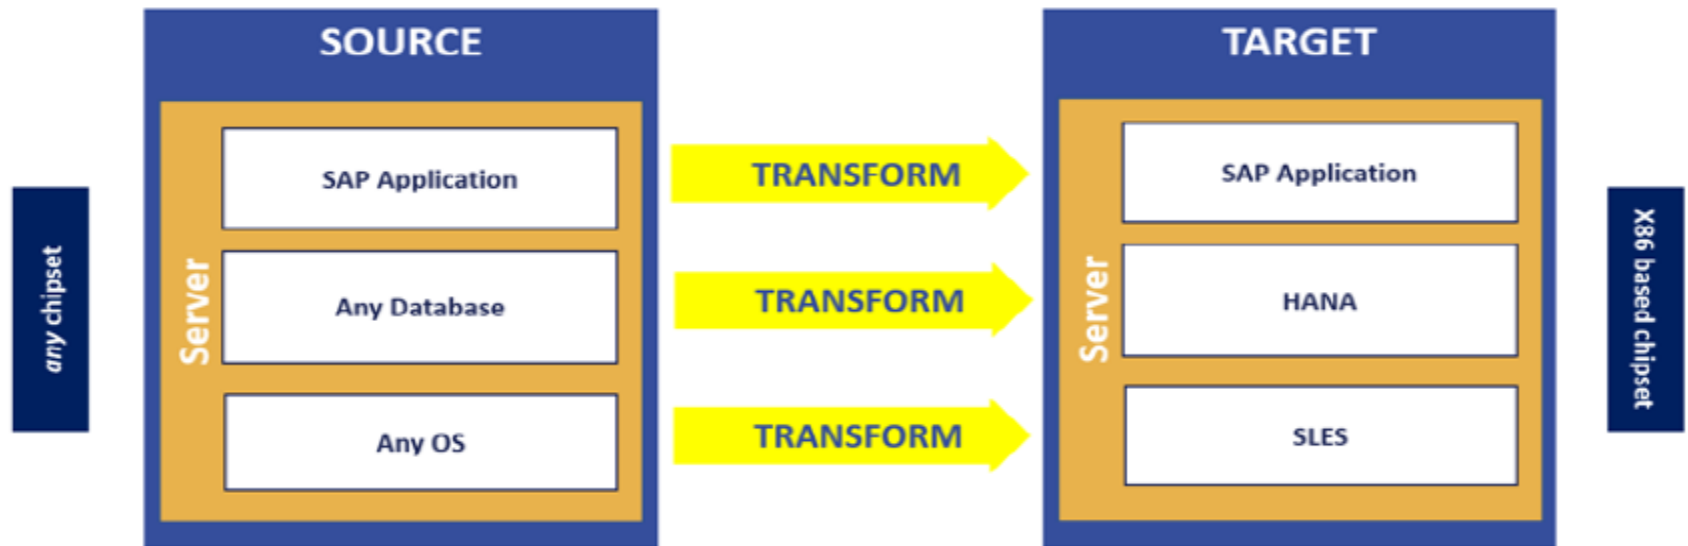 SOURCE
TARGET
any chipset
Server
SAP Application
TRANSFORM
SAP Application
Any Database
TRANSFORM
HANA
Any OS
TRANSFORM
SLES
Server
X86 based chipset